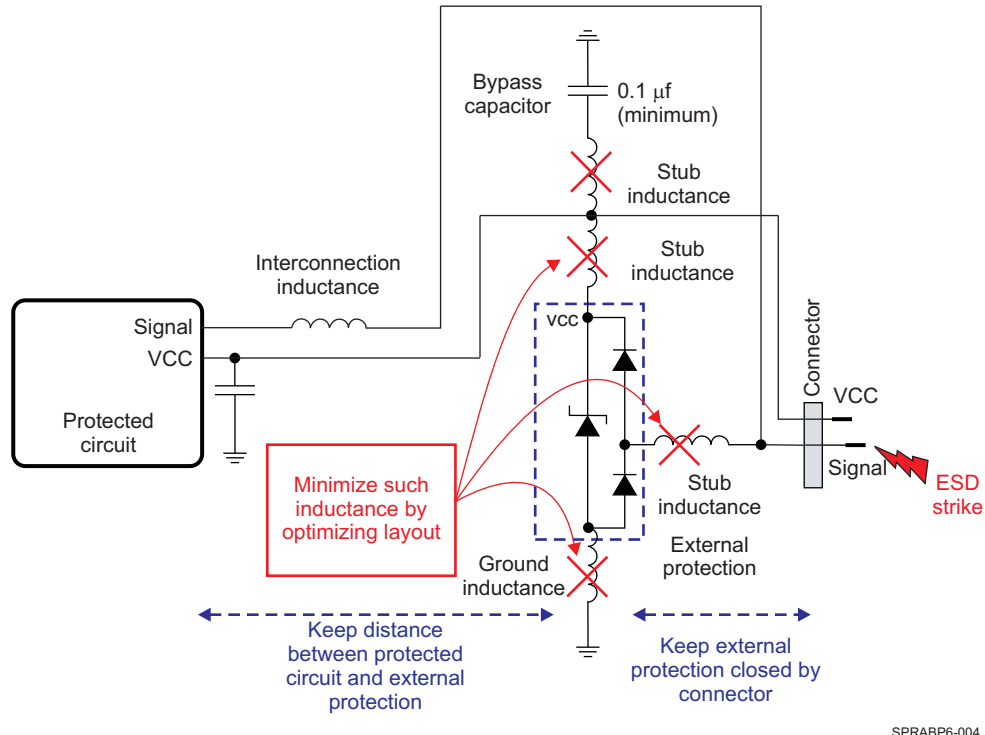 Bypass
capacitor
0.1 μf
(minimum)
Stub
inductance
Stub
inductance
Interconnection
inductance
Signal
VCC
Protected
circuit
vcc
Connector
VCC
Signal
ESD
strike
Minimize such
inductance by
optimizing layout
Stub
inductance
External
protection
Ground
inductance
Keep distance
between protected
circuit and external
protection
Keep external
protection closed by
connector
SPRABP6-004